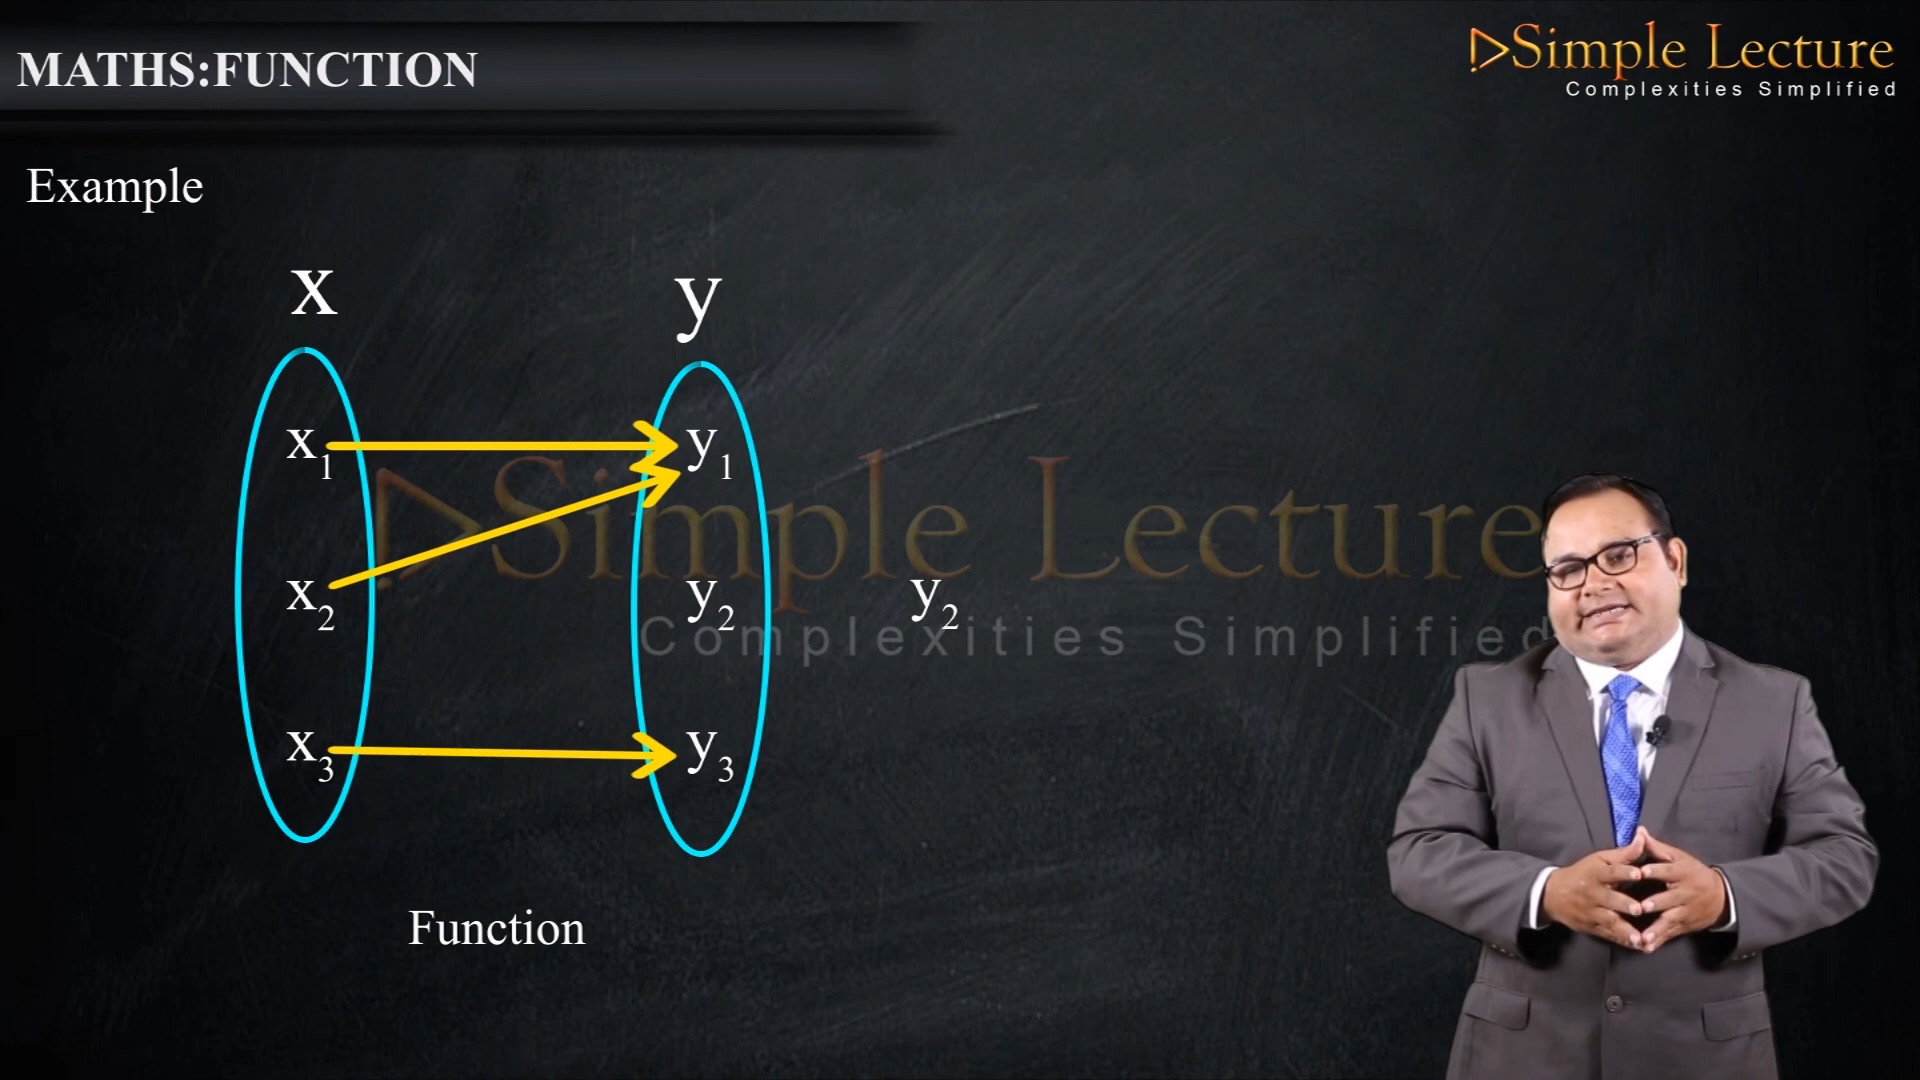 MATHS:FUNCTION
Simple Lecture
Complexities Simplified
Example
x y
x₁ y₁
x₂ y₂ y₂
x₃ y₃
Function
Simple Lecture
Complexities Simplified